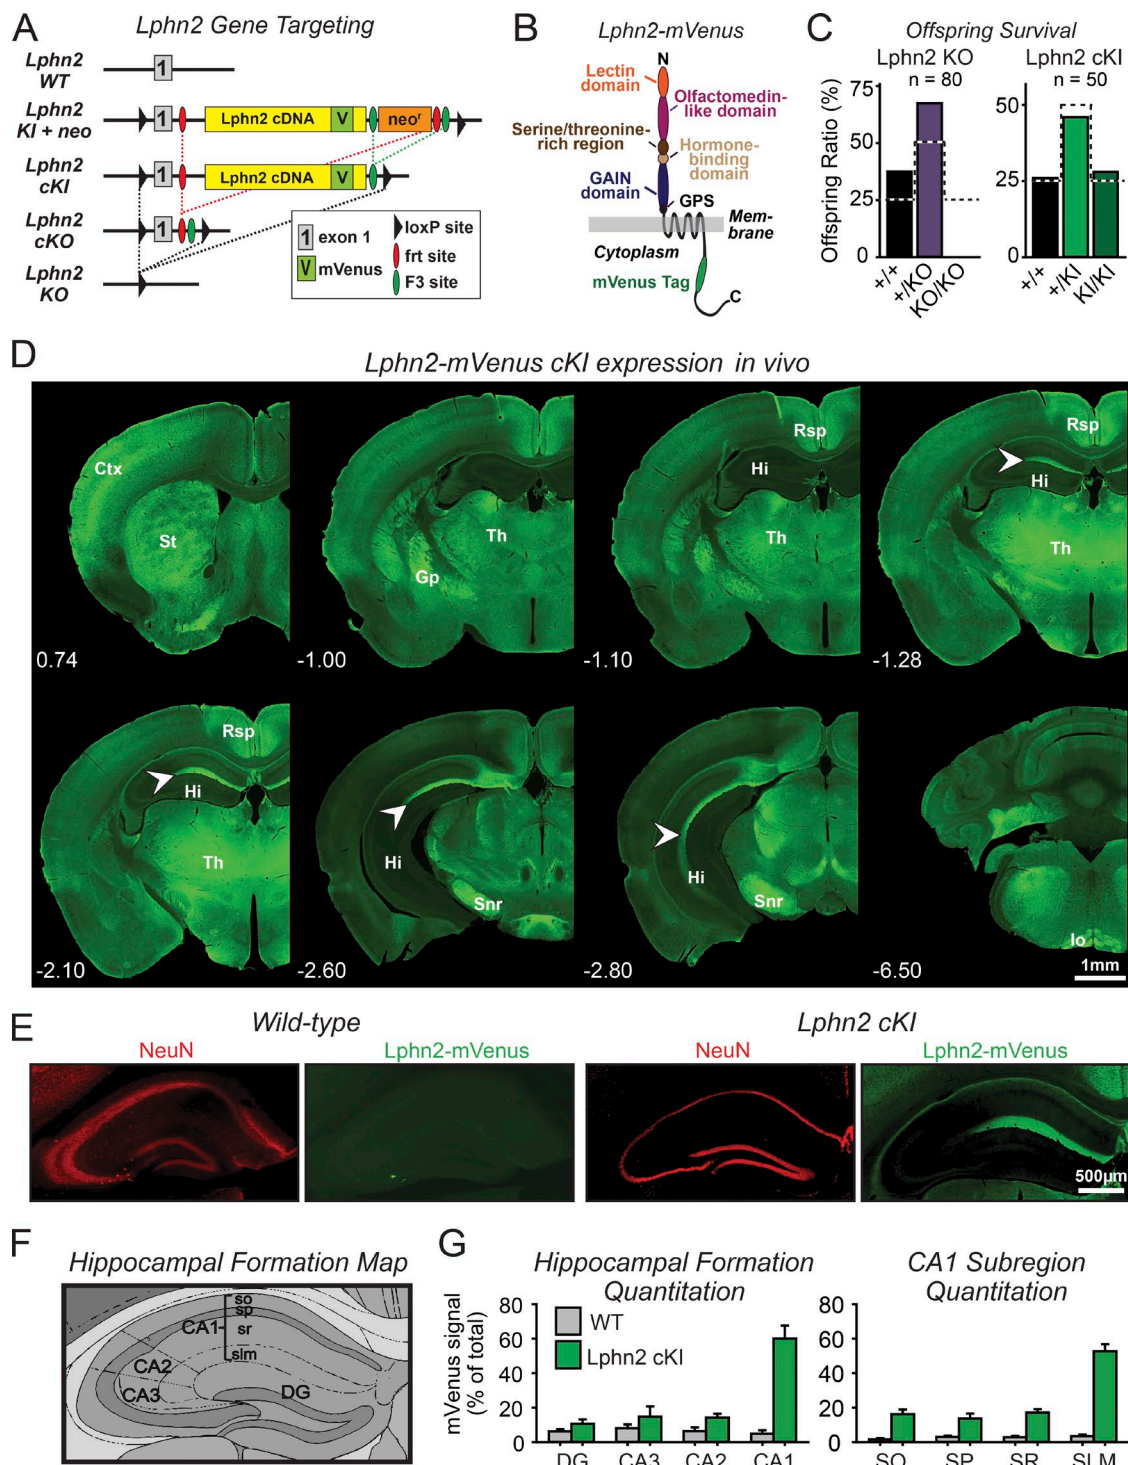 A
Lphn2 Gene Targeting
Lphn2
WT
1
Lphn2
KI + neo
1
Lphn2 cDNA
V
neoʳ
Lphn2
cKI
1
Lphn2 cDNA
V
Lphn2
cKO
1
Lphn2
KO
1 exon 1
V mVenus
loxP site
frt site
F3 site
B
Lphn2-mVenus
N
Lectin
domain
Olfactomedin-
like domain
Serine/threonine-
rich region
Hormone-
binding
domain
GAIN
domain
GPS
Mem-
brane
Cytoplasm
mVenus Tag
C
C
Offspring Survival
Lphn2 KO
n = 80
Offspring Ratio (%)
75
50
25
0
+/+
+/KO
KO/KO
Lphn2 cKI
n = 50
50
25
0
+/+
+/KI
KI/KI
D
Lphn2-mVenus cKI expression in vivo
Ctx
St
0.74
Th
Gp
-1.00
Rsp
Hi
Th
-1.10
Rsp
Hi
Th
-1.28
Rsp
Hi
Th
-2.10
Hi
Snr
-2.60
Hi
Snr
-2.80
Io
-6.50
1mm
E
Wild-type
NeuN
Lphn2-mVenus
Lphn2 cKI
NeuN
Lphn2-mVenus
500µm
F
Hippocampal Formation Map
so
sp
CA1
sr
slm
CA2
CA3
DG
G
Hippocampal Formation
Quantitation
mVenus signal
(% of total)
80
60
40
20
0
WT
Lphn2 cKI
DG CA3 CA2 CA1
CA1 Subregion
Quantitation
80
60
40
20
0
SO SP SR SLM